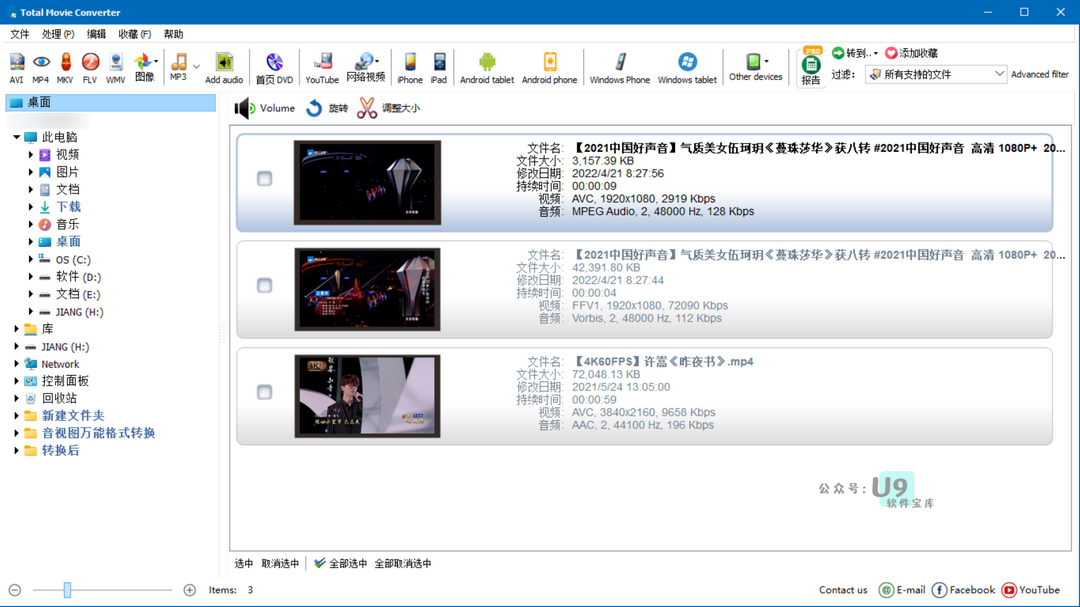 Total Movie Converter
文件 处理 (P) 编辑 收藏 (F) 帮助
AVI MP4 MKV FLV WMV 图像 MP3 Add audio 首页 DVD YouTube 网络视频 iPhone iPad Android tablet Android phone Windows Phone Windows tablet Other devices PRO 报告
转到.. 添加收藏
过滤: 所有支持的文件 Advanced filter
桌面
Volume 旋转 调整大小
此电脑
视频
图片
文档
下载
音乐
桌面
OS (C:)
软件 (D:)
文档 (E:)
JIANG (H:)
库
JIANG (H:)
Network
控制面板
回收站
新建文件夹
音视图万能格式转换
转换后
文件名: 【2021中国好声音】气质美女伍珂玥《蔓珠莎华》获八转 #2021中国好声音 高清 1080P+ 20...
文件大小: 3,157.39 KB
修改日期: 2022/4/21 8:27:56
持续时间: 00:00:09
视频: AVC, 1920x1080, 2919 Kbps
音频: MPEG Audio, 2, 48000 Hz, 128 Kbps
文件名: 【2021中国好声音】气质美女伍珂玥《蔓珠莎华》获八转 #2021中国好声音 高清 1080P+ 20...
文件大小: 42,391.80 KB
修改日期: 2022/4/21 8:27:44
持续时间: 00:00:04
视频: FFV1, 1920x1080, 72090 Kbps
音频: Vorbis, 2, 48000 Hz, 112 Kbps
文件名: 【4K60FPS】许嵩《昨夜书》.mp4
文件大小: 72,048.13 KB
修改日期: 2021/5/24 13:05:00
持续时间: 00:00:59
视频: AVC, 3840x2160, 9658 Kbps
音频: AAC, 2, 44100 Hz, 196 Kbps
公众号: U9
软件宝库
选中 取消选中 全部选中 全部取消选中
Items: 3
Contact us E-mail Facebook YouTube